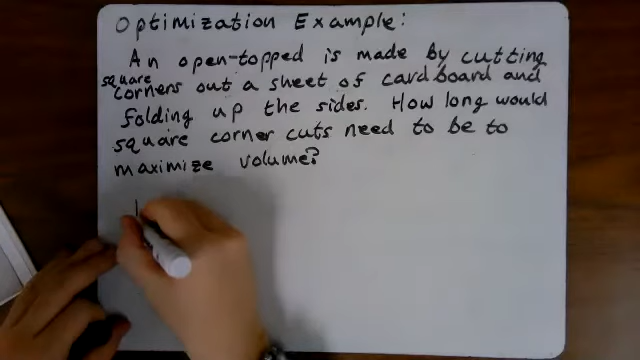 Optimization Example:
An open-topped is made by cutting
square
corners out a sheet of cardboard and
folding up the sides. How long would
square corner cuts need to be to
maximize volume?